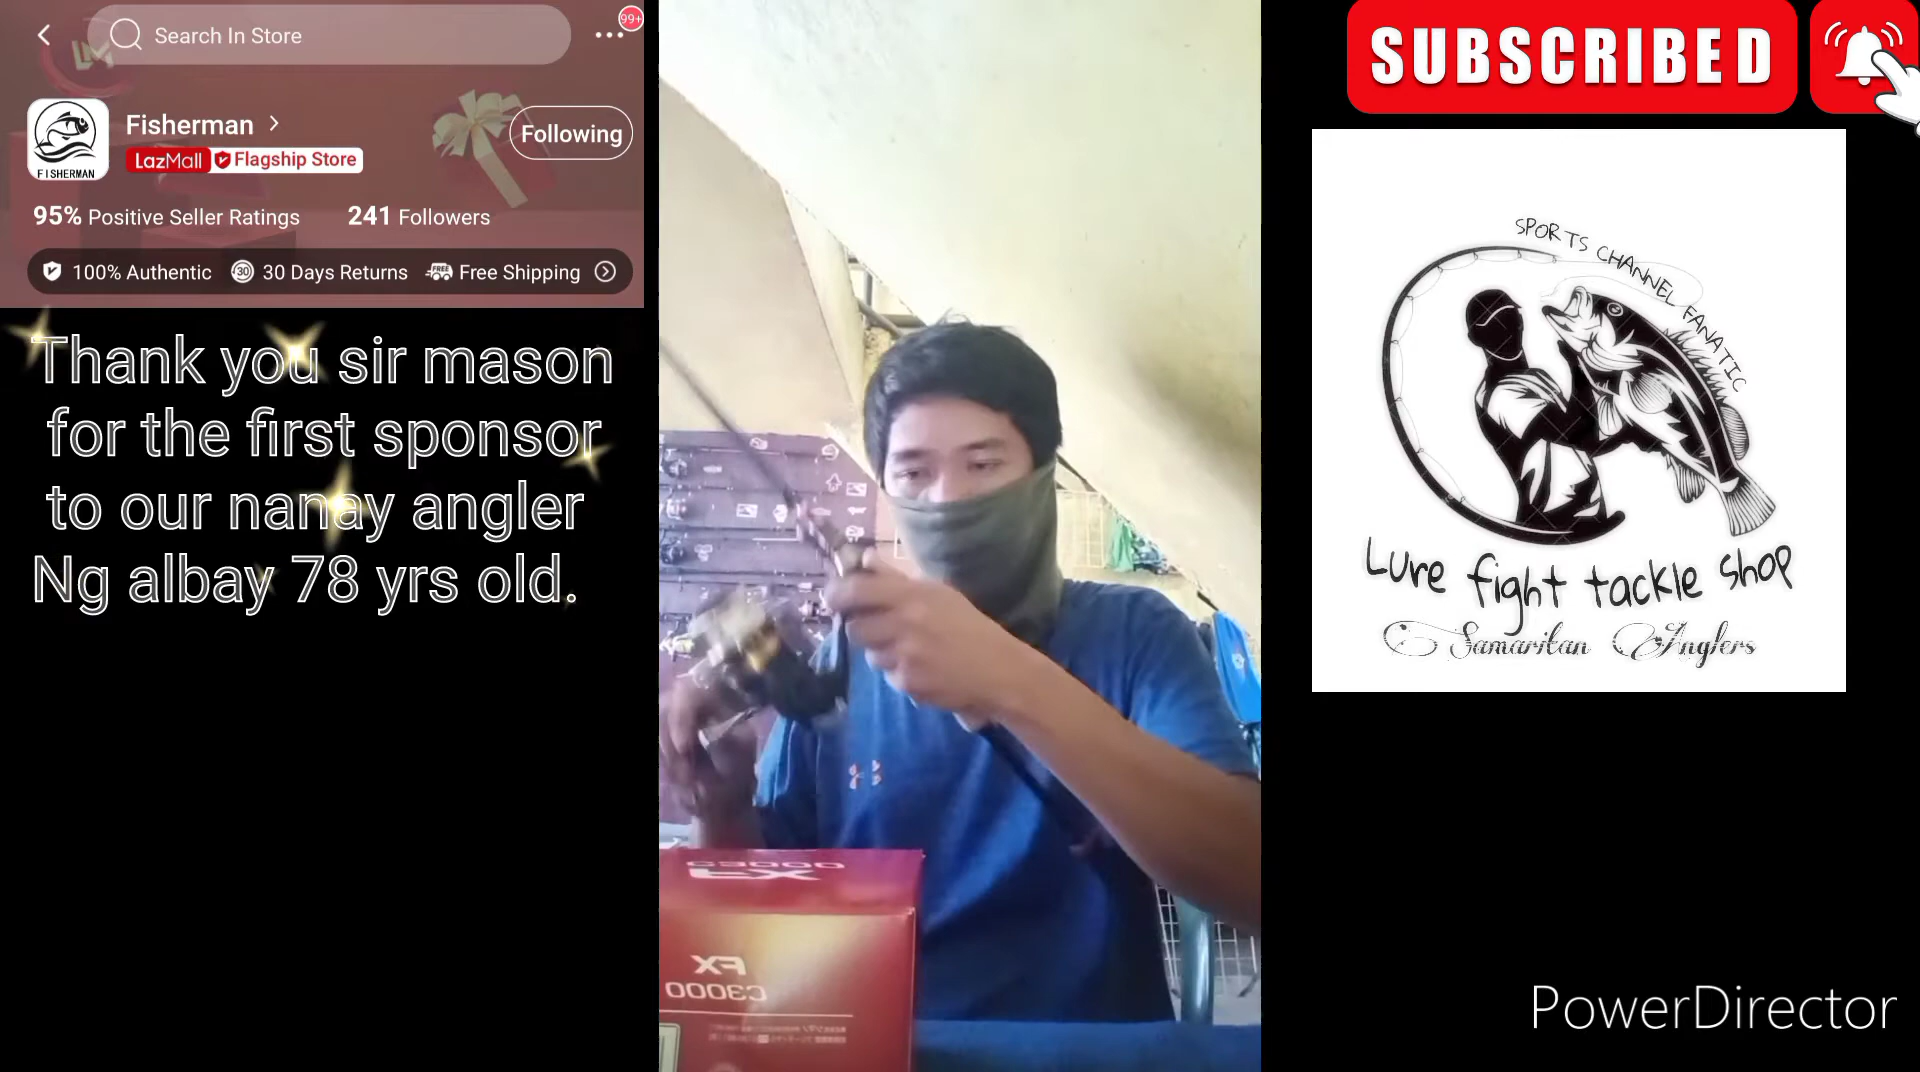 Search In Store
99+
Fisherman
LazMall Flagship Store
Following
FISHERMAN
95% Positive Seller Ratings 241 Followers
100% Authentic 30 Days Returns Free Shipping
Thank you sir mason
for the first sponsor
to our nanay angler
Ng albay 78 yrs old.
C3000
FX
FX
C3000
SUBSCRIBED
SPORTS CHANNEL FANATIC
Lure fight tackle shop
Samaritan Anglers
PowerDirector